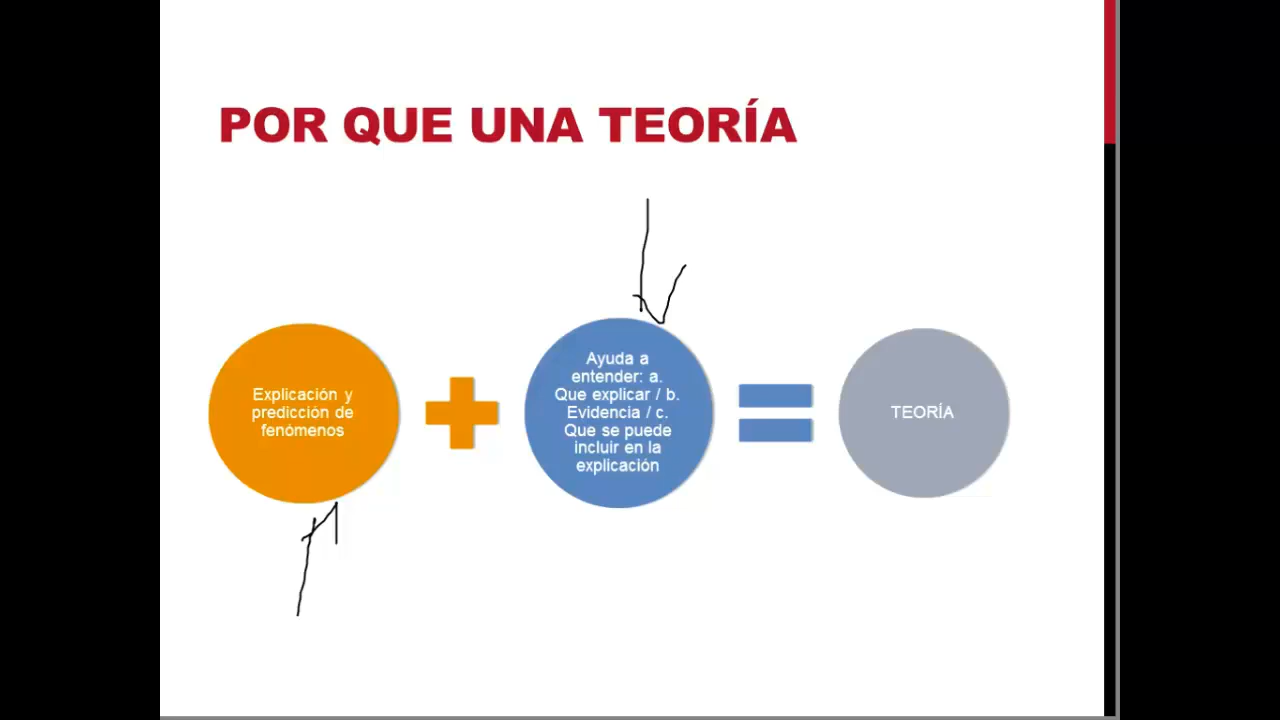 POR QUE UNA TEORÍA
Explicación y
predicción de
fenómenos
Ayuda a
entender: a.
Que explicar / b.
Evidencia / c.
Que se puede
incluir en la
explicación
TEORÍA